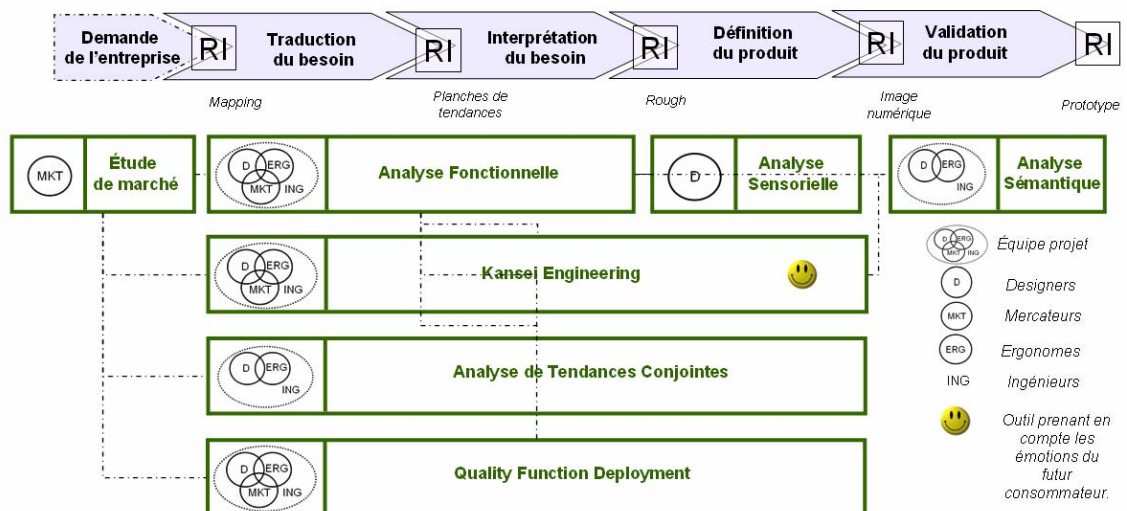 Demande
de l'entreprise
RI
Traduction
du besoin
RI
Interprétation
du besoin
RI
Définition
du produit
RI
Validation
du produit
RI
Mapping
Planches de
tendances
Rough
Image
numérique
Prototype
MKT
Étude
de marché
D ERG
MKT ING
Analyse Fonctionnelle
D
Analyse
Sensorielle
D ERG
ING
Analyse
Sémantique
D ERG
MKT ING
Kansei Engineering
D ERG
ING
Analyse de Tendances Conjointes
D ERG
MKT ING
Quality Function Deployment
D ERG
MKT ING
Équipe projet
D
Designers
MKT
Mercateurs
ERG
Ergonomes
ING
Ingénieurs
Outil prenant en
compte les
émotions du
futur
consommateur.